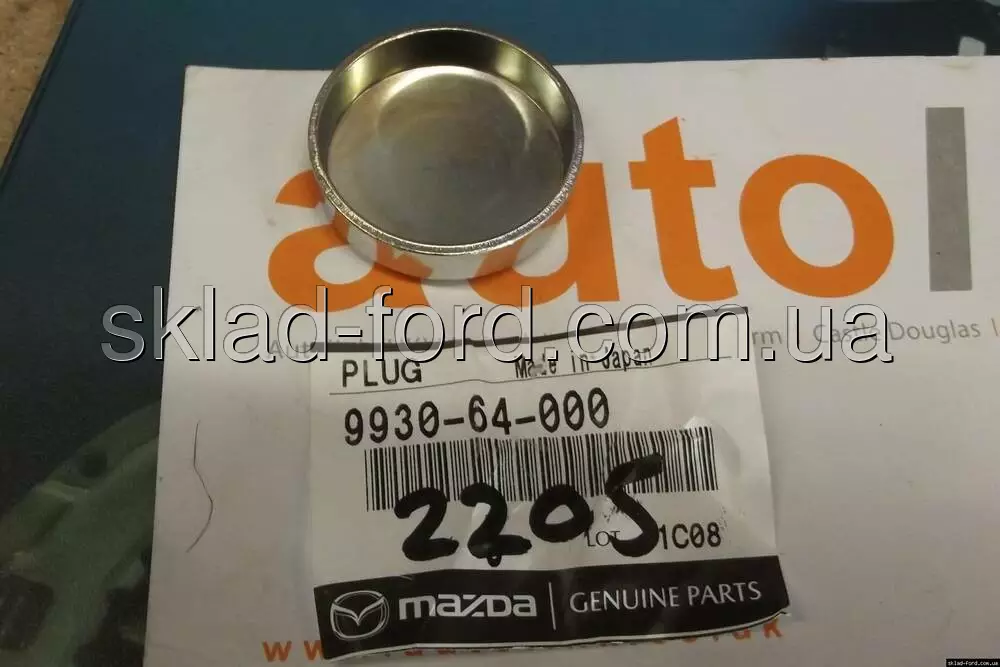 auto
sklad-ford.com.ua
Castle Douglas
PLUG
Made in Japan
9930-64-000
2205
LOT 1C08
mazda GENUINE PARTS
www.
sklad-ford.com.ua